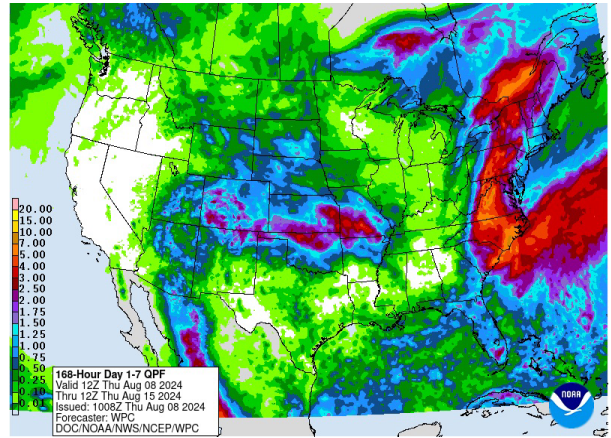 20.00
15.00
10.00
7.00
5.00
4.00
3.00
2.50
2.00
1.75
1.50
1.25
1.00
0.75
0.50
0.25
0.10
0.01
168-Hour Day 1-7 QPF
Valid 12Z Thu Aug 08 2024
Thru 12Z Thu Aug 15 2024
Issued: 1008Z Thu Aug 08 2024
Forecaster: WPC
DOC/NOAA/NWS/NCEP/WPC
NOAA